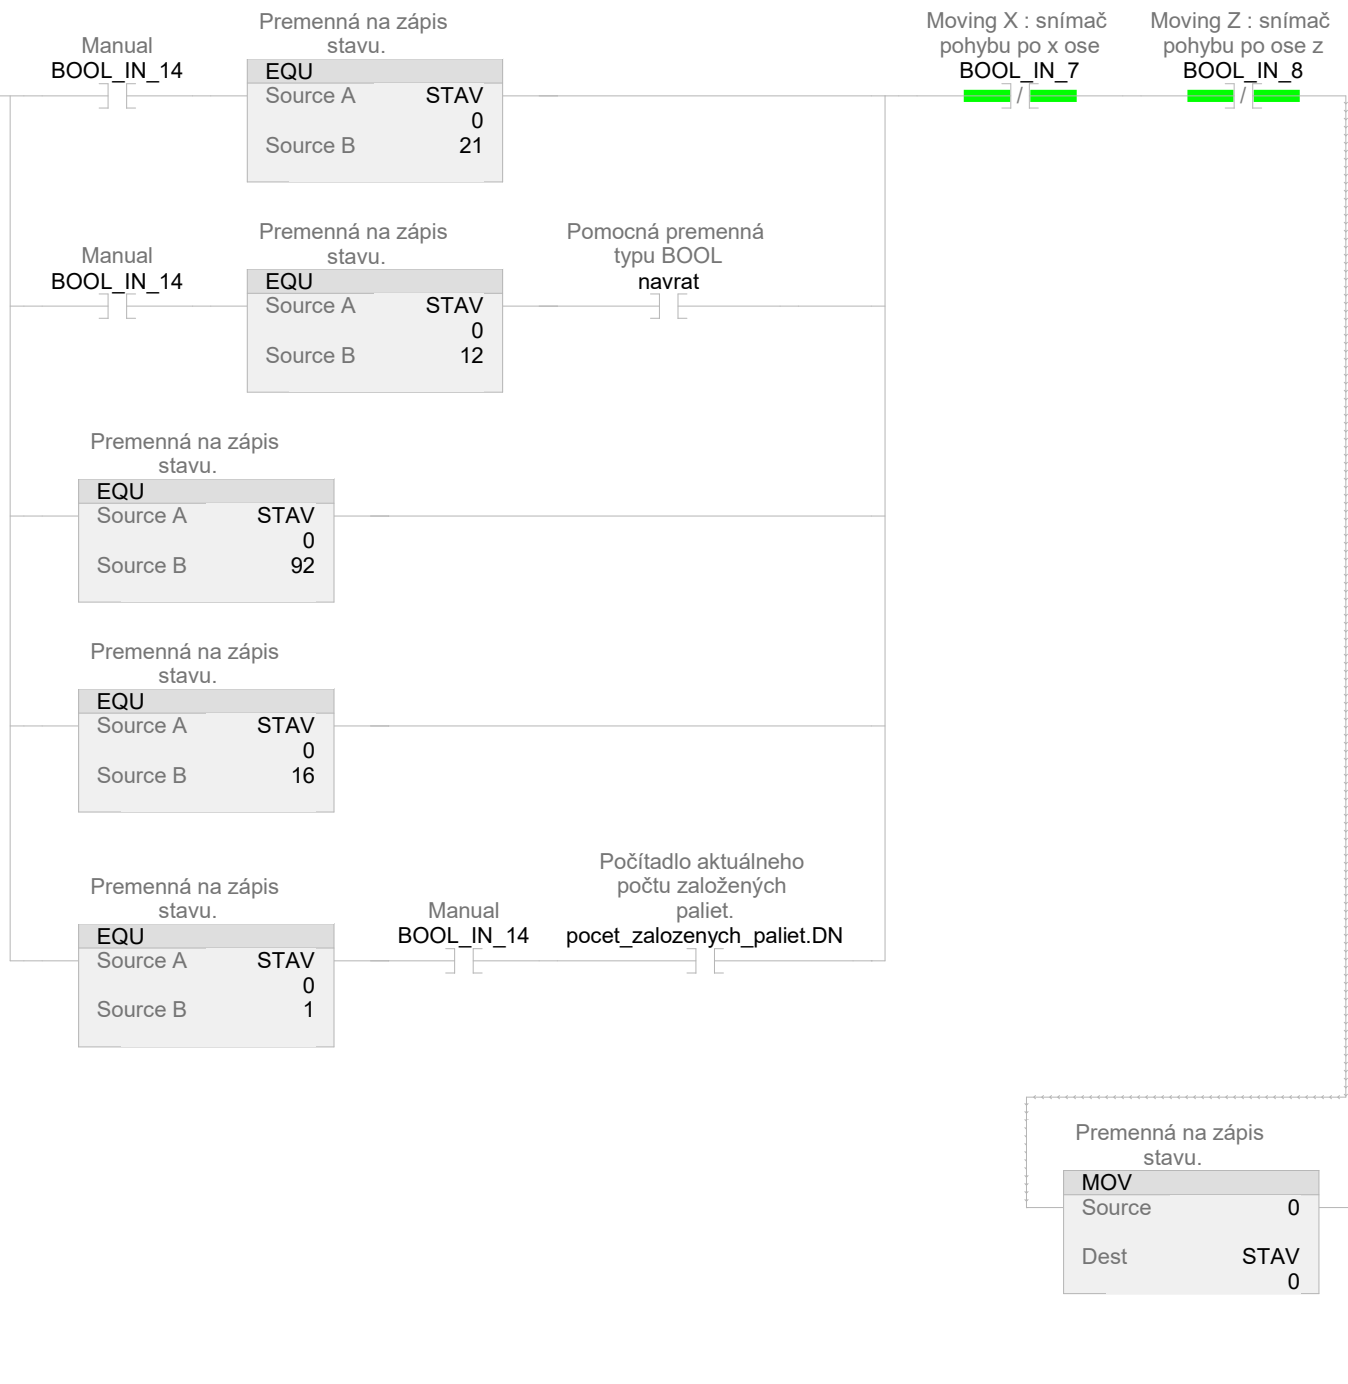 Manual
BOOL_IN_14
Premenná na zápis
stavu.
EQU
Source A STAV
0
Source B 21
Moving X : snímač
pohybu po x ose
BOOL_IN_7
/
Moving Z : snímač
pohybu po ose z
BOOL_IN_8
/
Manual
BOOL_IN_14
Premenná na zápis
stavu.
EQU
Source A STAV
0
Source B 12
Pomocná premenná
typu BOOL
navrat
Premenná na zápis
stavu.
EQU
Source A STAV
0
Source B 92
Premenná na zápis
stavu.
EQU
Source A STAV
0
Source B 16
Premenná na zápis
stavu.
EQU
Source A STAV
0
Source B 1
Manual
BOOL_IN_14
Počítadlo aktuálneho
počtu založených
paliet.
pocet_zalozenych_paliet.DN
Premenná na zápis
stavu.
MOV
Source 0
Dest STAV
0